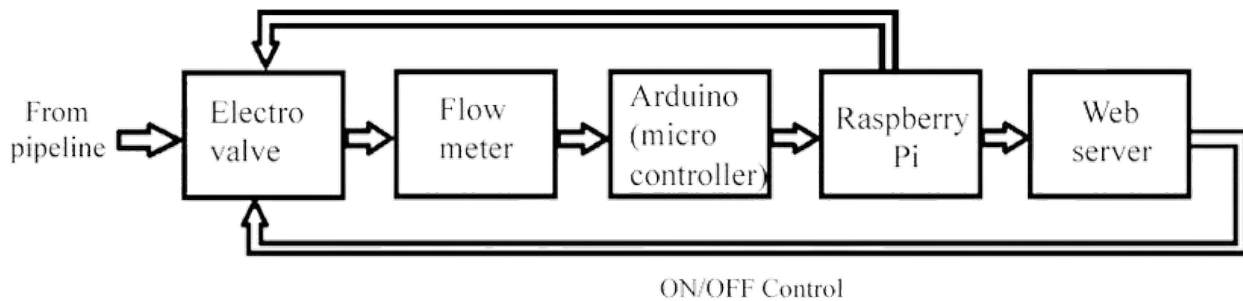 From
pipeline
Electro
valve
Flow
meter
Arduino
(micro
controller)
Raspberry
Pi
Web
server
ON/OFF Control